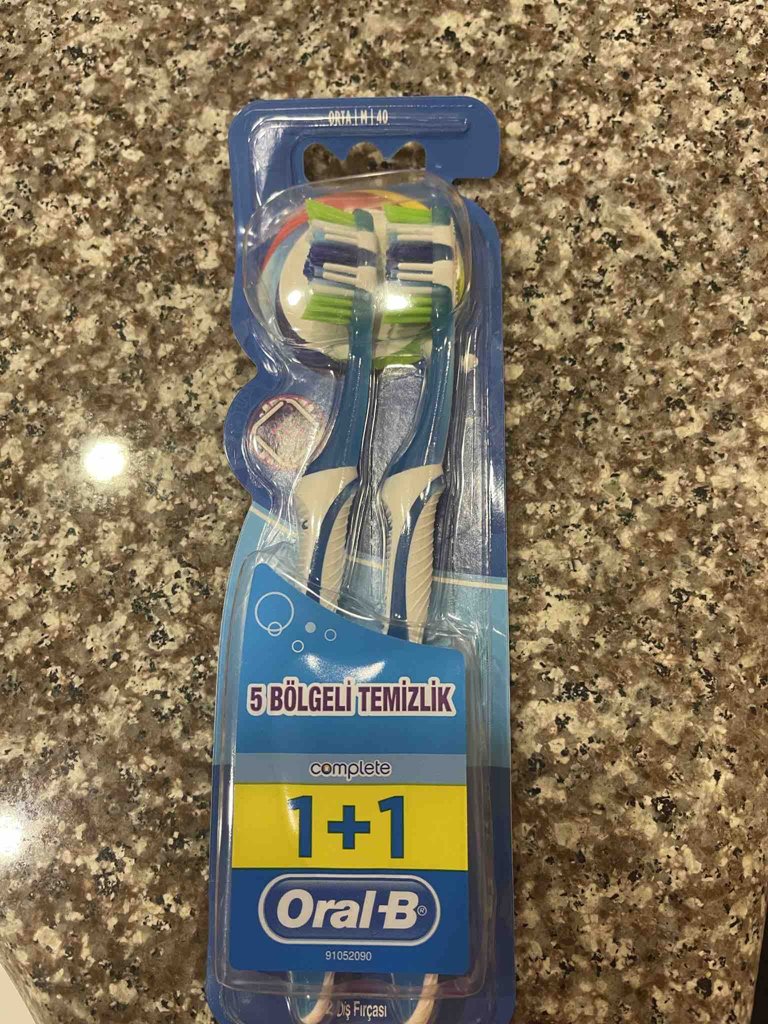 ORTA | M | 40
5 BÖLGELİ TEMİZLİK
complete
1+1
Oral-B®
91052090
2 Diş Fırçası